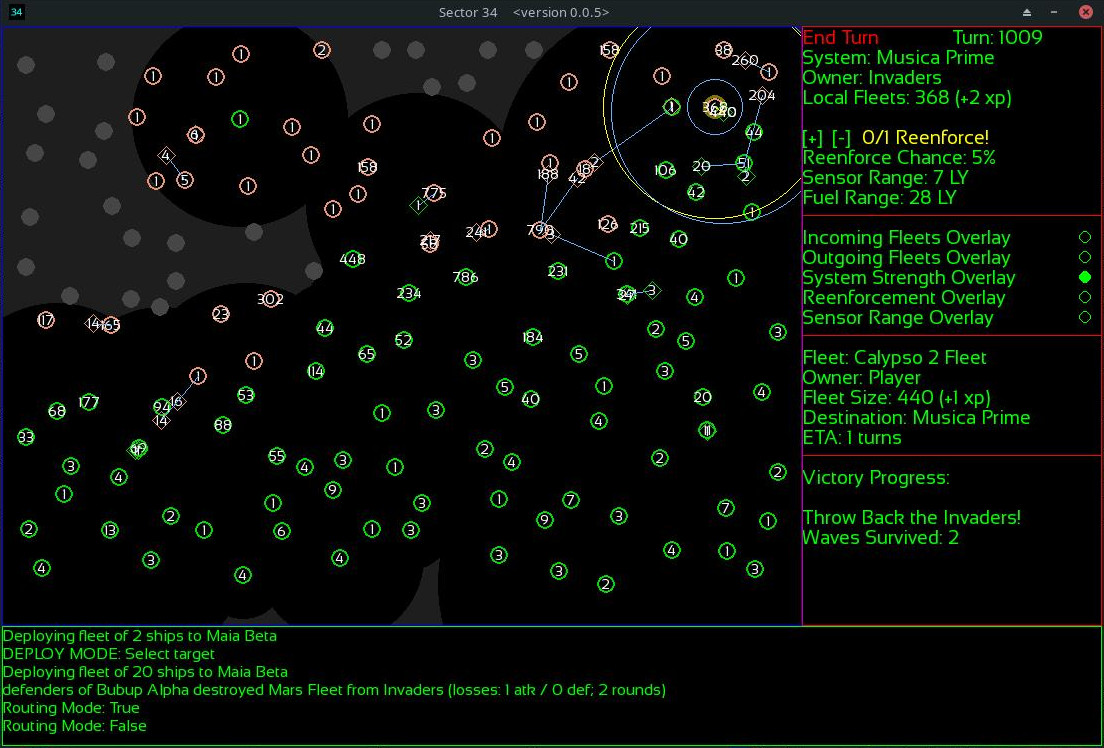 34
Sector 34 <version 0.0.5>
End Turn Turn: 1009
System: Musica Prime
Owner: Invaders
Local Fleets: 368 (+2 xp)
[+] [-] 0/1 Reenforce!
Reenforce Chance: 5%
Sensor Range: 7 LY
Fuel Range: 28 LY
Incoming Fleets Overlay
Outgoing Fleets Overlay
System Strength Overlay
Reenforcement Overlay
Sensor Range Overlay
Fleet: Calypso 2 Fleet
Owner: Player
Fleet Size: 440 (+1 xp)
Destination: Musica Prime
ETA: 1 turns
Victory Progress:
Throw Back the Invaders!
Waves Survived: 2
1 2 158 38 260
1 1 1 1 1
204
1 1 368 440
1 1 1 1 1 44
4 1 158 1 188 182 42 2 106 20 51 2
1 5 1 1 775 42
1 1 1
241 1 798 126 215 40
448 1
234 786 231 1
302 3 4
117 14 165 23
44 184 2 5 3
65 52 3 5
1 1 114 3
53 5 40 1 20 4
68 177 94 16 1 3
14 88 4
33
55 3 2 4 2 2
3 4 4 1
1 9 1 7 7
1 3
2 13 2 1 6 1 3 9 3 1
4 3 4 3 4 1
4 3 2 3
Deploying fleet of 2 ships to Maia Beta
DEPLOY MODE: Select target
Deploying fleet of 20 ships to Maia Beta
defenders of Bubup Alpha destroyed Mars Fleet from Invaders (losses: 1 atk / 0 def; 2 rounds)
Routing Mode: True
Routing Mode: False